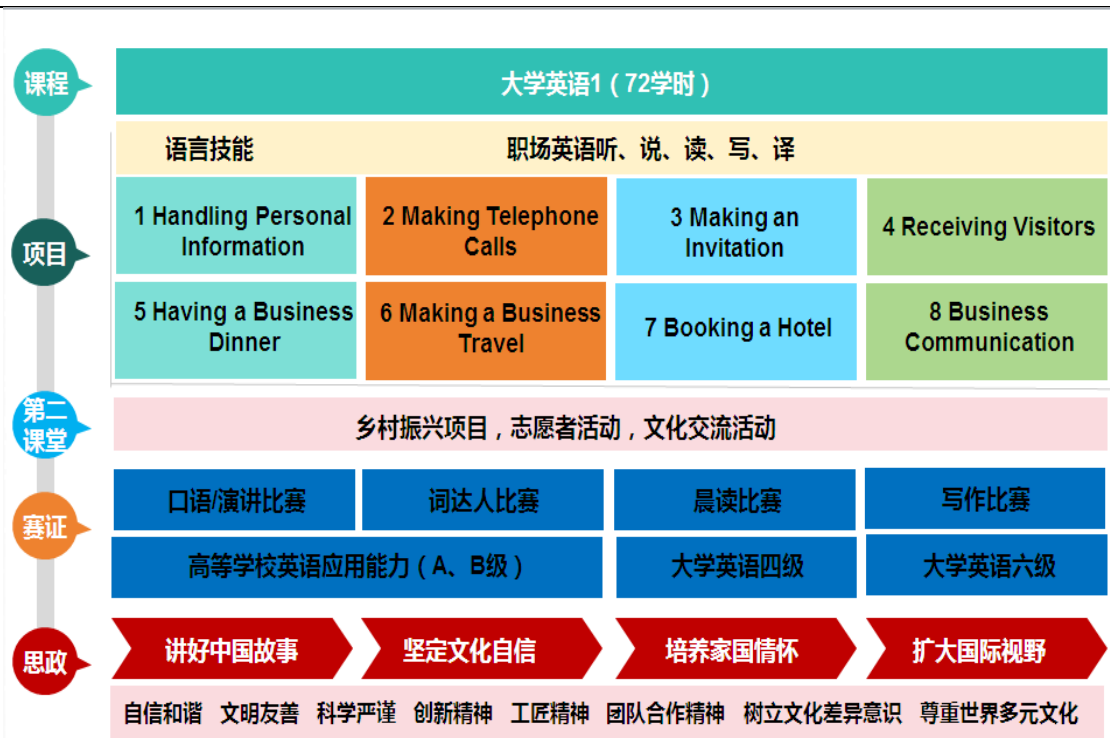 课程
大学英语1（72学时）
语言技能
职场英语听、说、读、写、译
项目
1 Handling Personal
Information
2 Making Telephone
Calls
3 Making an
Invitation
4 Receiving Visitors
5 Having a Business
Dinner
6 Making a Business
Travel
7 Booking a Hotel
8 Business
Communication
第二
课堂
乡村振兴项目，志愿者活动，文化交流活动
赛证
口语/演讲比赛
词达人比赛
晨读比赛
写作比赛
高等学校英语应用能力（A、B级）
大学英语四级
大学英语六级
思政
讲好中国故事
坚定文化自信
培养家国情怀
扩大国际视野
自信和谐 文明友善 科学严谨 创新精神 工匠精神 团队合作精神 树立文化差异意识 尊重世界多元文化